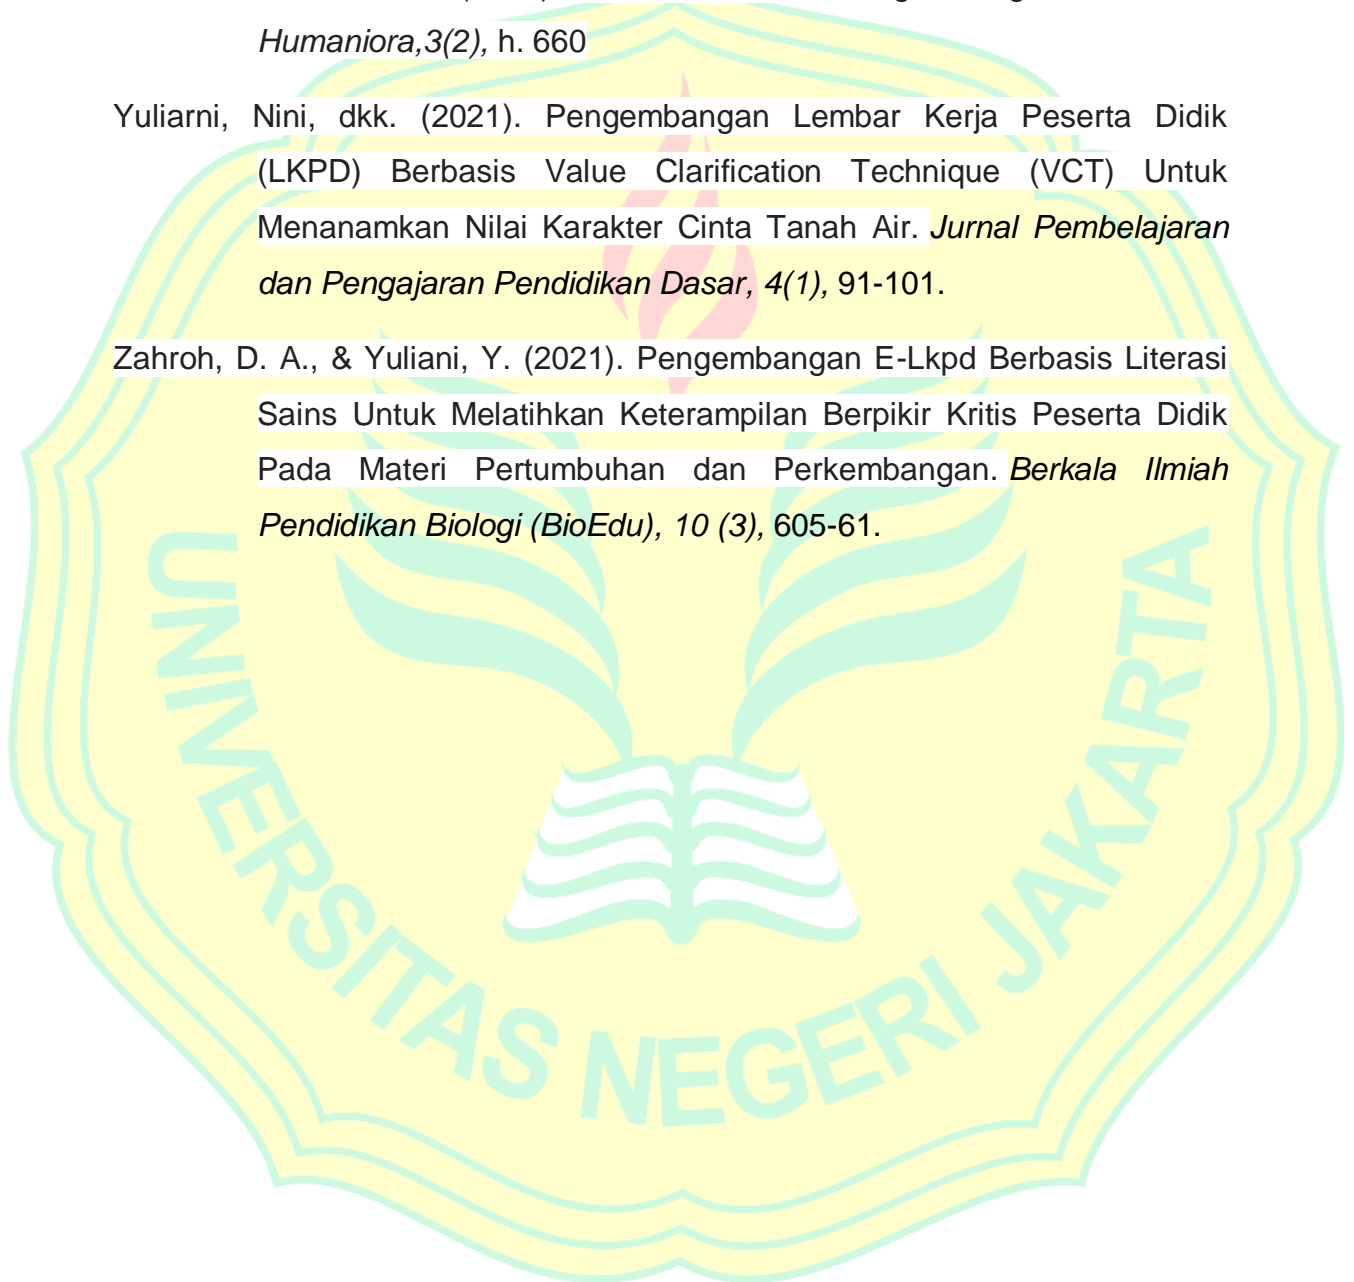 Humaniora,3(2), h. 660
Yuliarni, Nini, dkk. (2021). Pengembangan Lembar Kerja Peserta Didik
(LKPD) Berbasis Value Clarification Technique (VCT) Untuk
Menanamkan Nilai Karakter Cinta Tanah Air. Jurnal Pembelajaran
dan Pengajaran Pendidikan Dasar, 4(1), 91-101.
Zahroh, D. A., & Yuliani, Y. (2021). Pengembangan E-Lkpd Berbasis Literasi
Sains Untuk Melatihkan Keterampilan Berpikir Kritis Peserta Didik
Pada Materi Pertumbuhan dan Perkembangan. Berkala Ilmiah
Pendidikan Biologi (BioEdu), 10 (3), 605-61.
UNIVERSITAS NEGERI JAKARTA